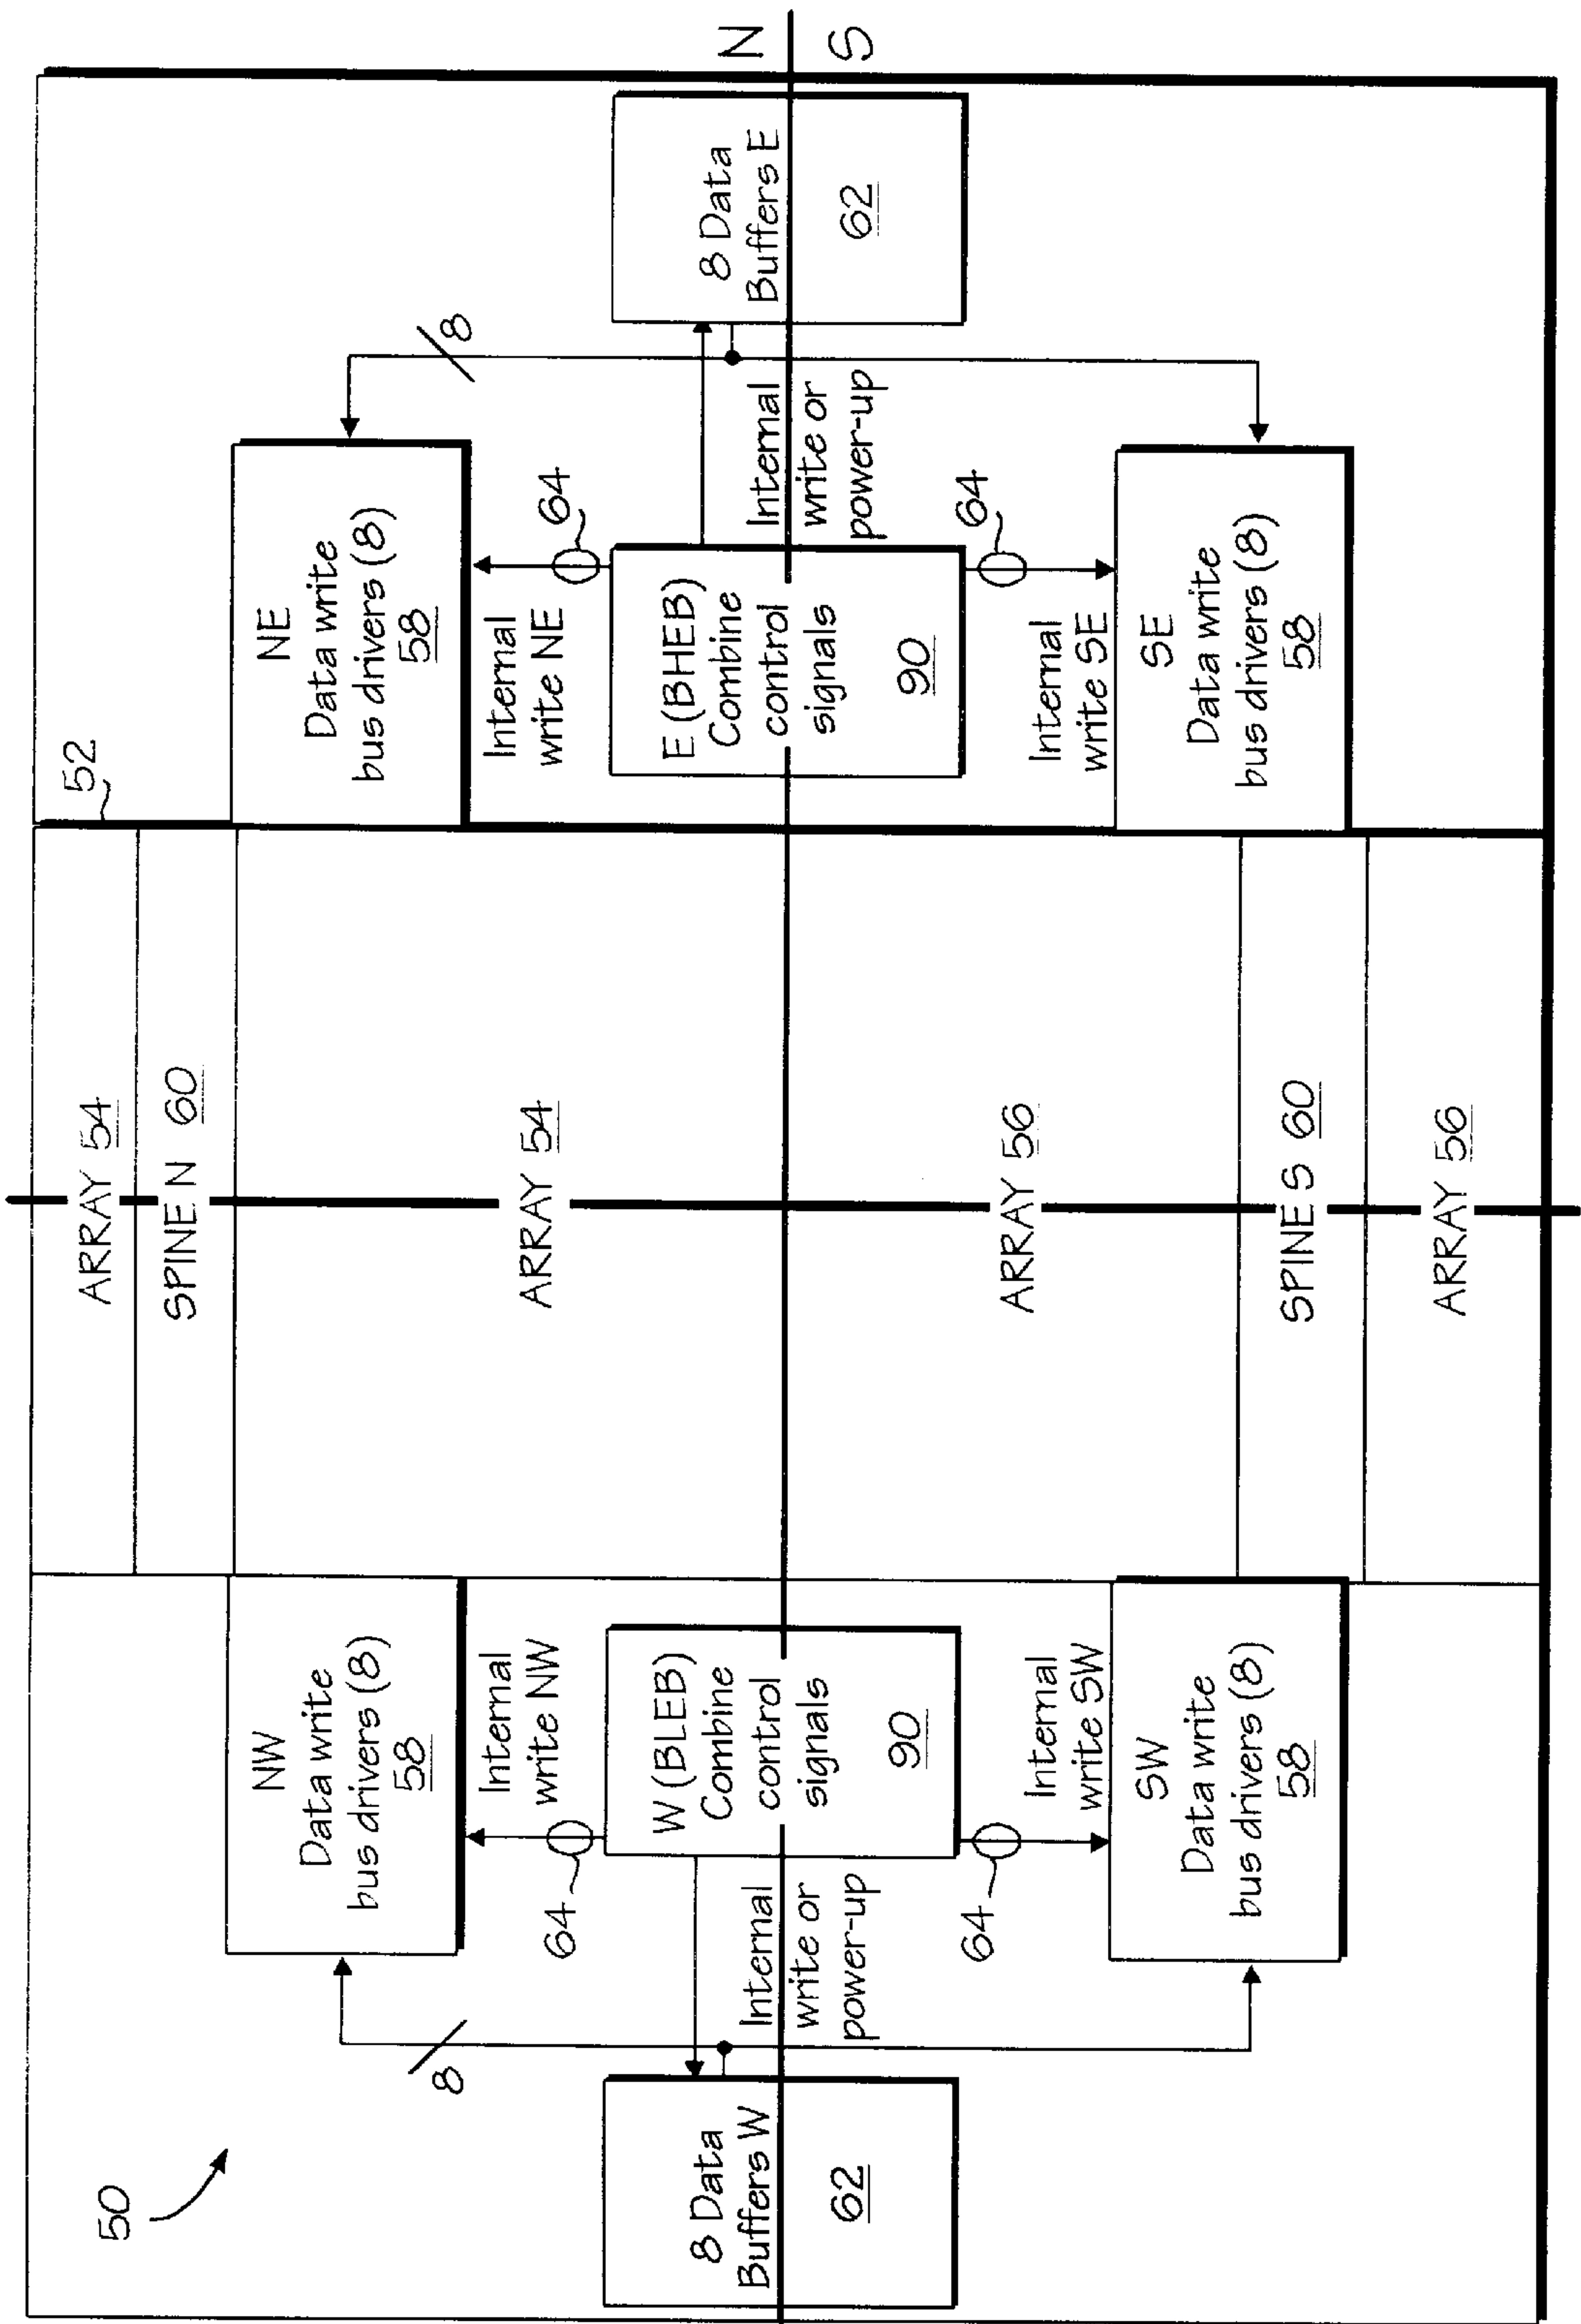 50
8 Data
Buffers W
62
8
NW
Data write
bus drivers (8)
58
64
Internal
write NW
W (BLEB)
Combine
control
signals
90
Internal
write or
power-up
64
Internal
write SW
SW
Data write
bus drivers (8)
58
ARRAY 54
SPINE N 60
ARRAY 54
ARRAY 56
SPINE S 60
ARRAY 56
52
NE
Data write
bus drivers (8)
58
Internal
write NE
64
E (BHEB)
Combine
control
signals
90
Internal
write SE
64
SE
Data write
bus drivers (8)
58
Internal
write or
power-up
8
8 Data
Buffers E
62
N
S